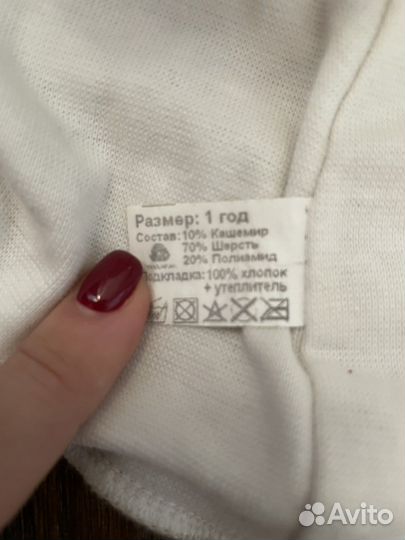 Размер: 1 год
Состав: 10% Кашемир
70% Шерсть
20% Полиамид
Подкладка: 100% хлопок
+ утеплитель
Avito